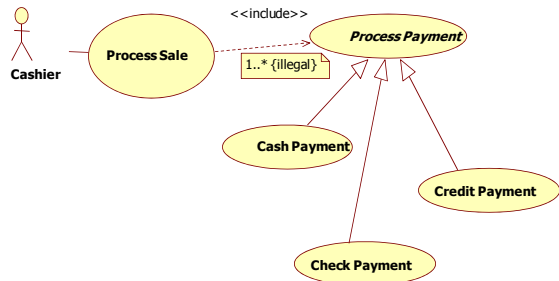 <<include>>
Process Payment
Process Sale
1..* {illegal}
Cashier
Cash Payment
Credit Payment
Check Payment